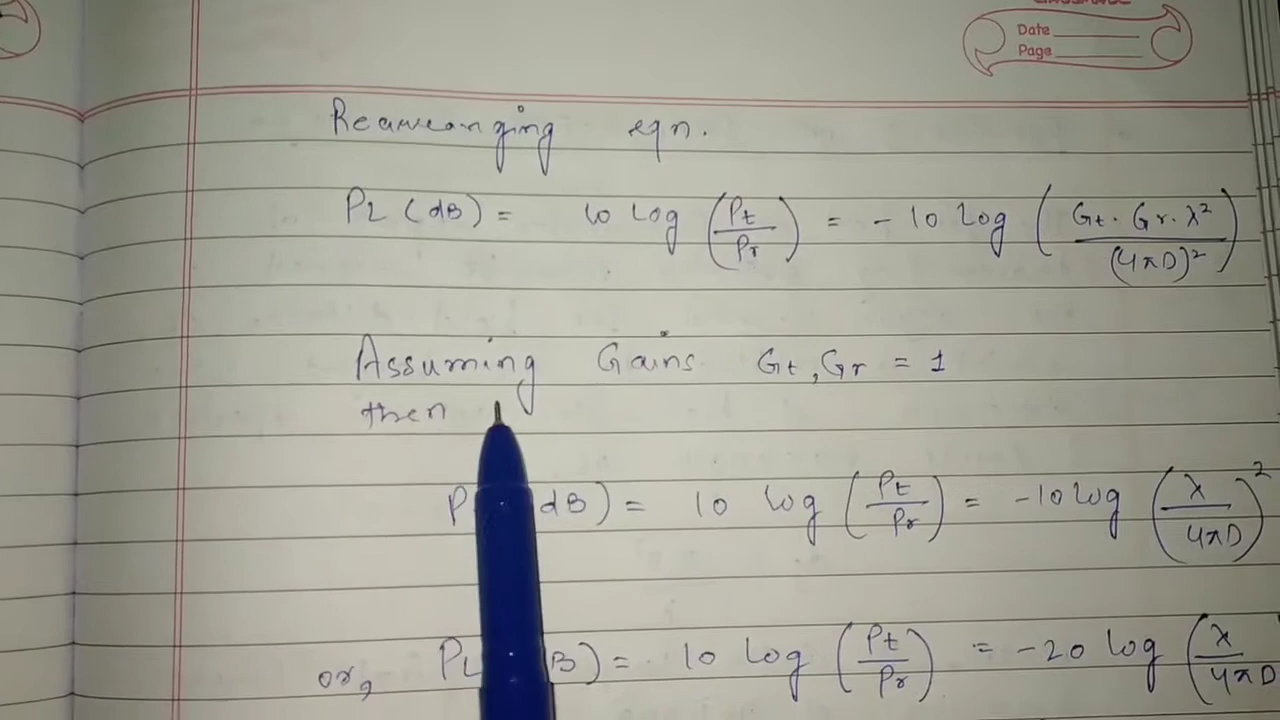 Date
Page
Rearranging eqn.
PL (dB) = 10 log (Pt/Pr) = -10 log (Gt. Gr. λ²/(4πD)²)
Assuming Gains Gt, Gr = 1
then
P dB) = 10 log (Pt/Pr) = -10 log (λ/4πD)²
or, PL B) = 10 log (Pt/Pr) = -20 log (λ/4πD